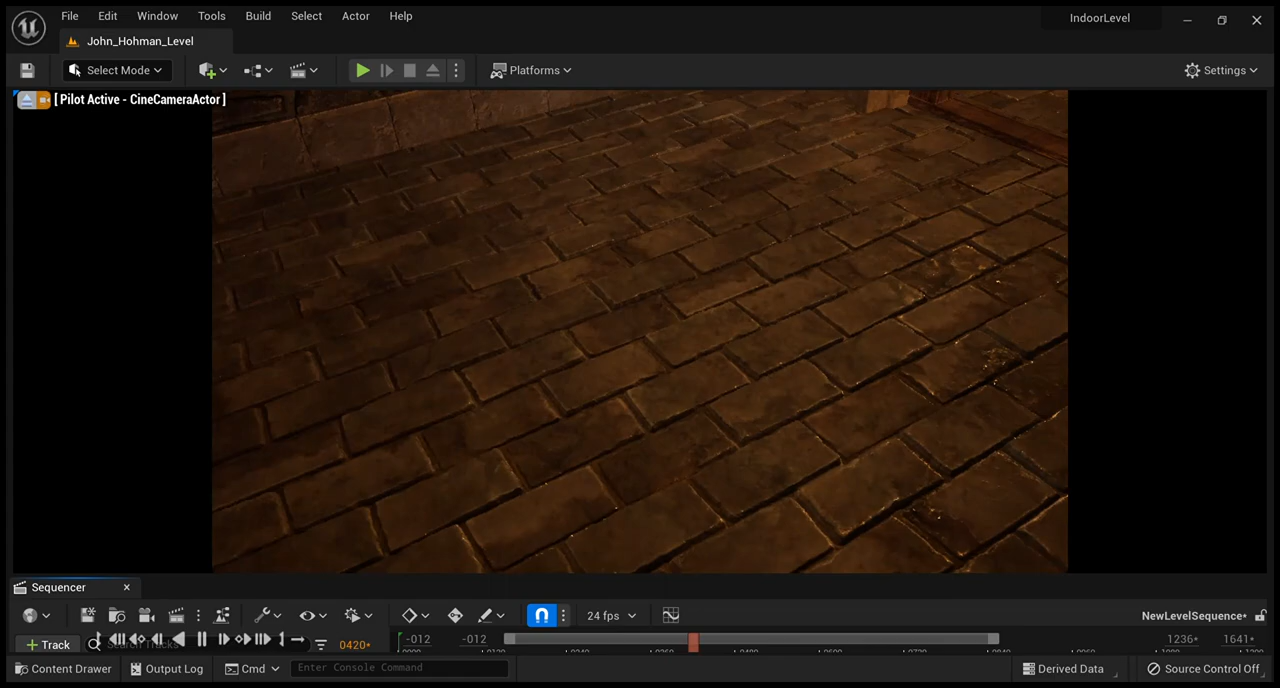 File Edit Window Tools Build Select Actor Help
IndoorLevel
John_Hohman_Level
Select Mode
Platforms
Settings
[ Pilot Active - CineCameraActor ]
Sequencer
24 fps
NewLevelSequence*
+ Track
Search Tracks
0420*
-012
-012
1236*
1641*
Content Drawer
Output Log
Cmd
Enter Console Command
Derived Data
Source Control Off